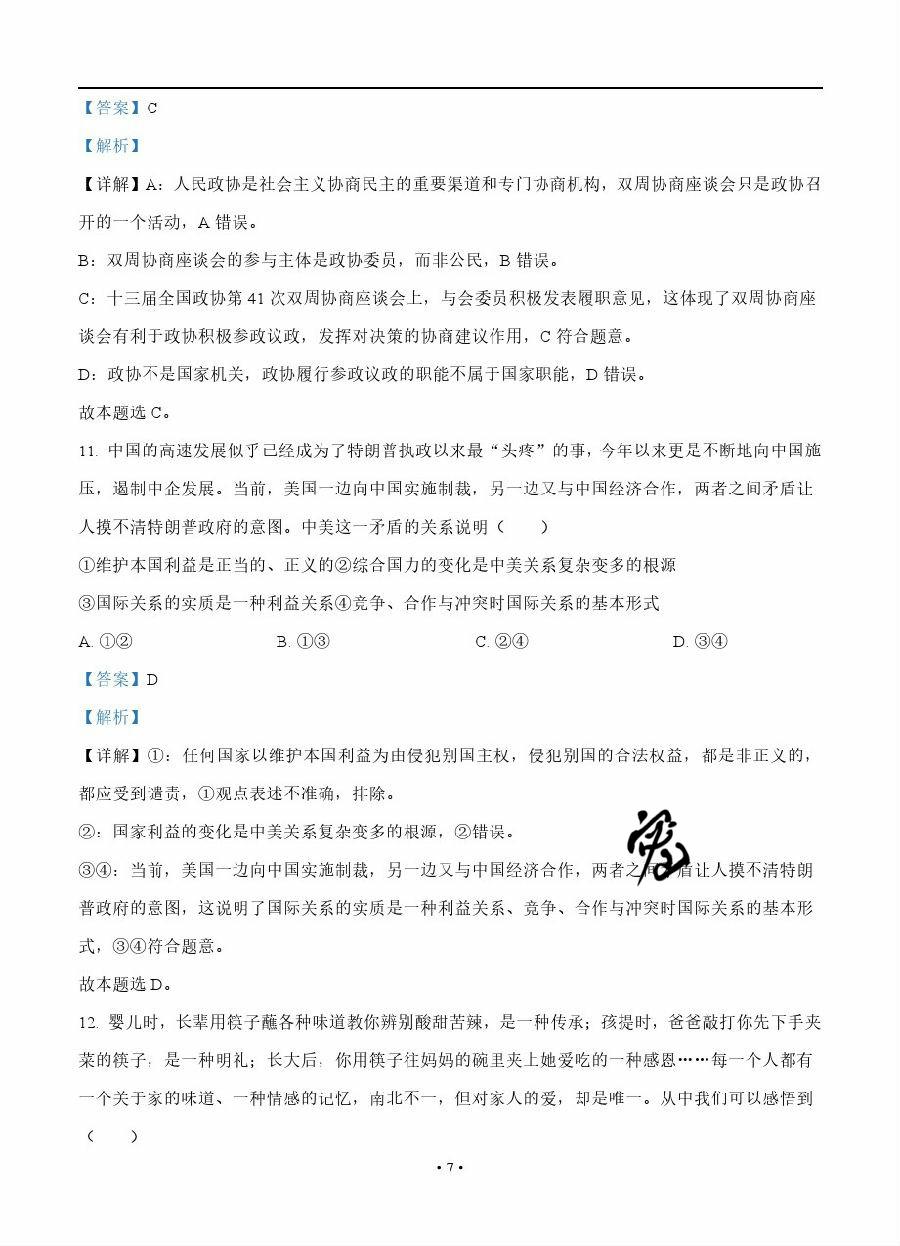 【答案】C
【解析】
【详解】A：人民政协是社会主义协商民主的重要渠道和专门协商机构，双周协商座谈会只是政协召
开的一个活动，A 错误。
B：双周协商座谈会的参与主体是政协委员，而非公民，B 错误。
C：十三届全国政协第 41 次双周协商座谈会上，与会委员积极发表履职意见，这体现了双周协商座
谈会有利于政协积极参政议政，发挥对决策的协商建议作用，C 符合题意。
D：政协不是国家机关，政协履行参政议政的职能不属于国家职能，D 错误。
故本题选 C。
11. 中国的高速发展似乎已经成为了特朗普执政以来最“头疼”的事，今年以来更是不断地向中国施
压，遏制中企发展。当前，美国一边向中国实施制裁，另一边又与中国经济合作，两者之间矛盾让
人摸不清特朗普政府的意图。中美这一矛盾的关系说明（　　）
①维护本国利益是正当的、正义的②综合国力的变化是中美关系复杂变多的根源
③国际关系的实质是一种利益关系④竞争、合作与冲突时国际关系的基本形式
A. ①② B. ①③ C. ②④ D. ③④
【答案】D
【解析】
【详解】①：任何国家以维护本国利益为由侵犯别国主权，侵犯别国的合法权益，都是非正义的，
都应受到谴责，①观点表述不准确，排除。
②：国家利益的变化是中美关系复杂变多的根源，②错误。
③④：当前，美国一边向中国实施制裁，另一边又与中国经济合作，两者之间 盾让人摸不清特朗
普政府的意图，这说明了国际关系的实质是一种利益关系、竞争、合作与冲突时国际关系的基本形
式，③④符合题意。
故本题选 D。
12. 婴儿时，长辈用筷子蘸各种味道教你辨别酸甜苦辣，是一种传承；孩提时，爸爸敲打你先下手夹
菜的筷子，是一种明礼；长大后，你用筷子往妈妈的碗里夹上她爱吃的一种感恩……每一个人都有
一个关于家的味道、一种情感的记忆，南北不一，但对家人的爱，却是唯一。从中我们可以感悟到
（　　）
• 7 •